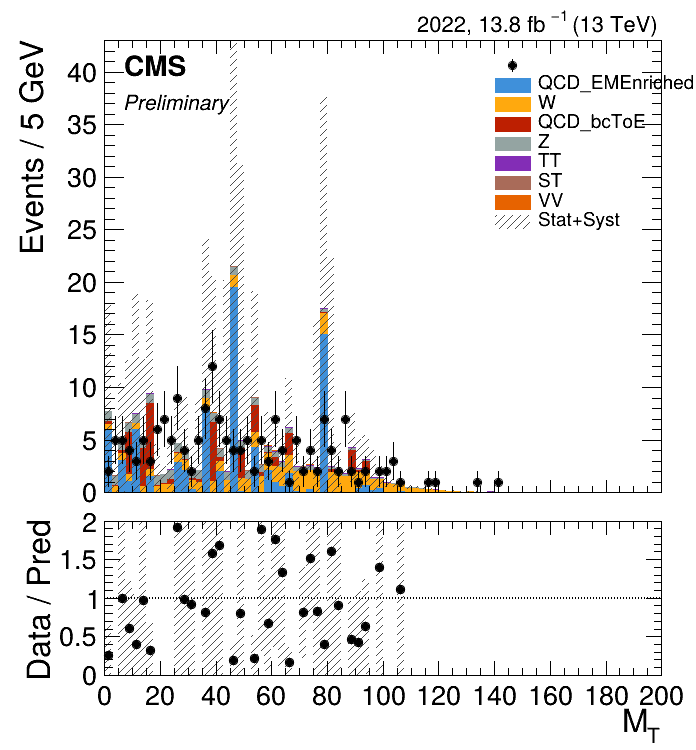 2022, 13.8 fb⁻¹ (13 TeV)
CMS
Preliminary
Events / 5 GeV
40
35
30
25
20
15
10
5
0
QCD_EMEnriched
W
QCD_bcToE
Z
TT
ST
VV
Stat+Syst
Data / Pred
2
1.5
1
0.5
0
0 20 40 60 80 100 120 140 160 180 200
M_T